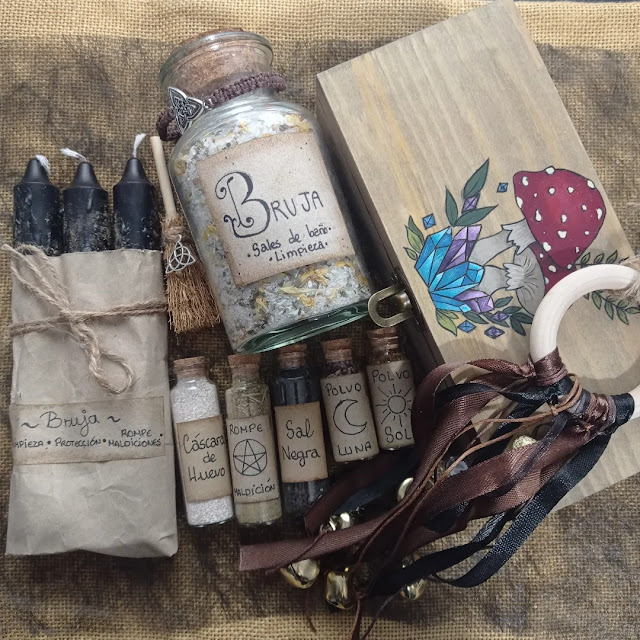 BRUJA
Sales de baño
•Limpieza•
~ Bruja ~
PIEZA • PROTECCIÓN • ROMPE
MALDICIONES
Cáscara
de
Huevo
ROMPE
MALDICIÓN
Sal
Negra
POLVO
LUNA
POLVO
SOL